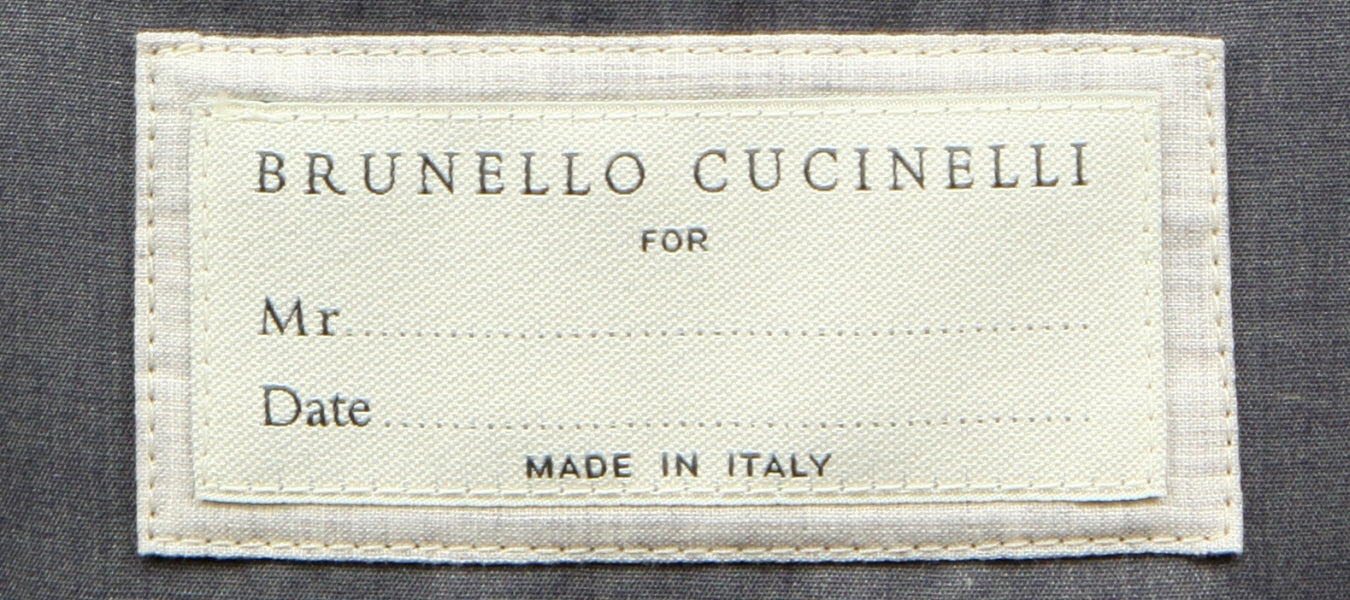 BRUNELLO CUCINELLI
FOR
Mr........................................................
Date.....................................................
MADE IN ITALY